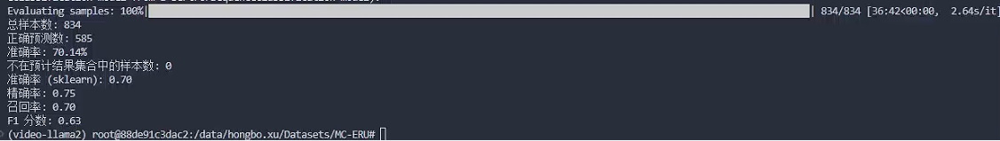 Evaluating samples: 100%| | 834/834 [36:42<00:00, 2.64s/it]
总样本数: 834
正确预测数: 585
准确率: 70.14%
不在预计结果集合中的样本数: 0
准确率 (sklearn): 0.70
精确率: 0.75
召回率: 0.70
F1 分数: 0.63
(video-llama2) root@88de91c3dac2:/data/hongbo.xu/Datasets/MC-ERU#